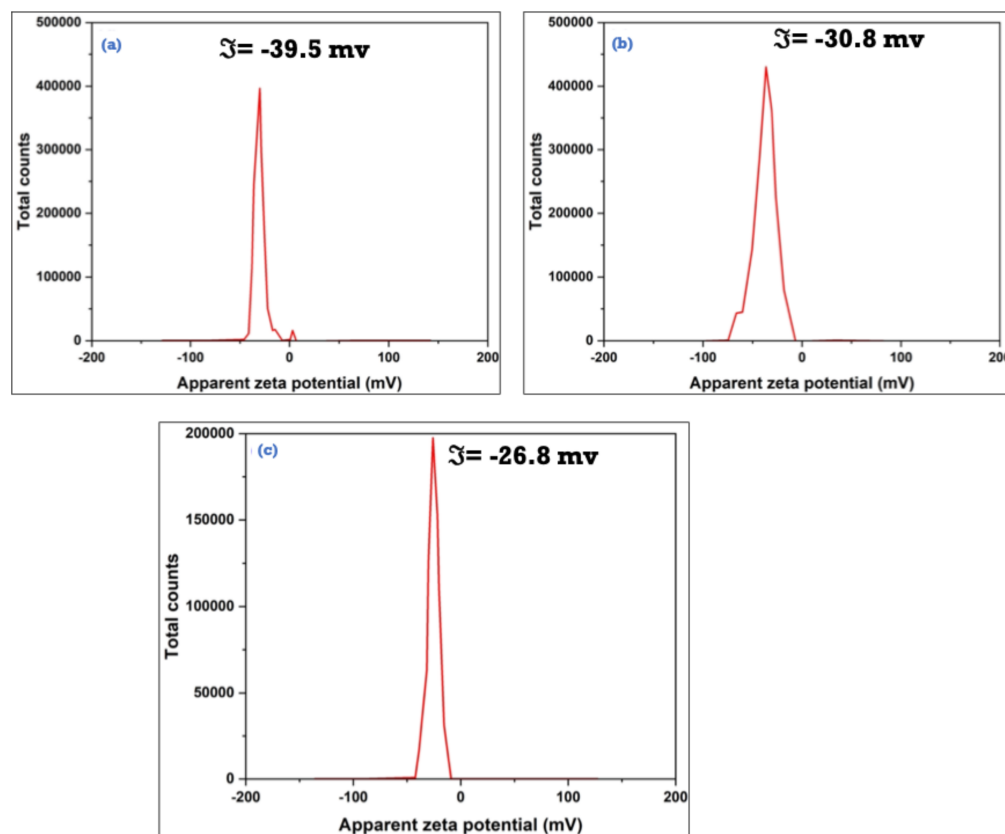 (a)
ℑ= -39.5 mv
500000
400000
300000
200000
100000
0
Total counts
-200
-100
0
100
200
Apparent zeta potential (mV)
(b)
ℑ= -30.8 mv
500000
400000
300000
200000
100000
0
Total counts
-200
-100
0
100
200
Apparent zeta potential (mV)
(c)
ℑ= -26.8 mv
200000
150000
100000
50000
0
Total counts
-200
-100
0
100
200
Apparent zeta potential (mV)